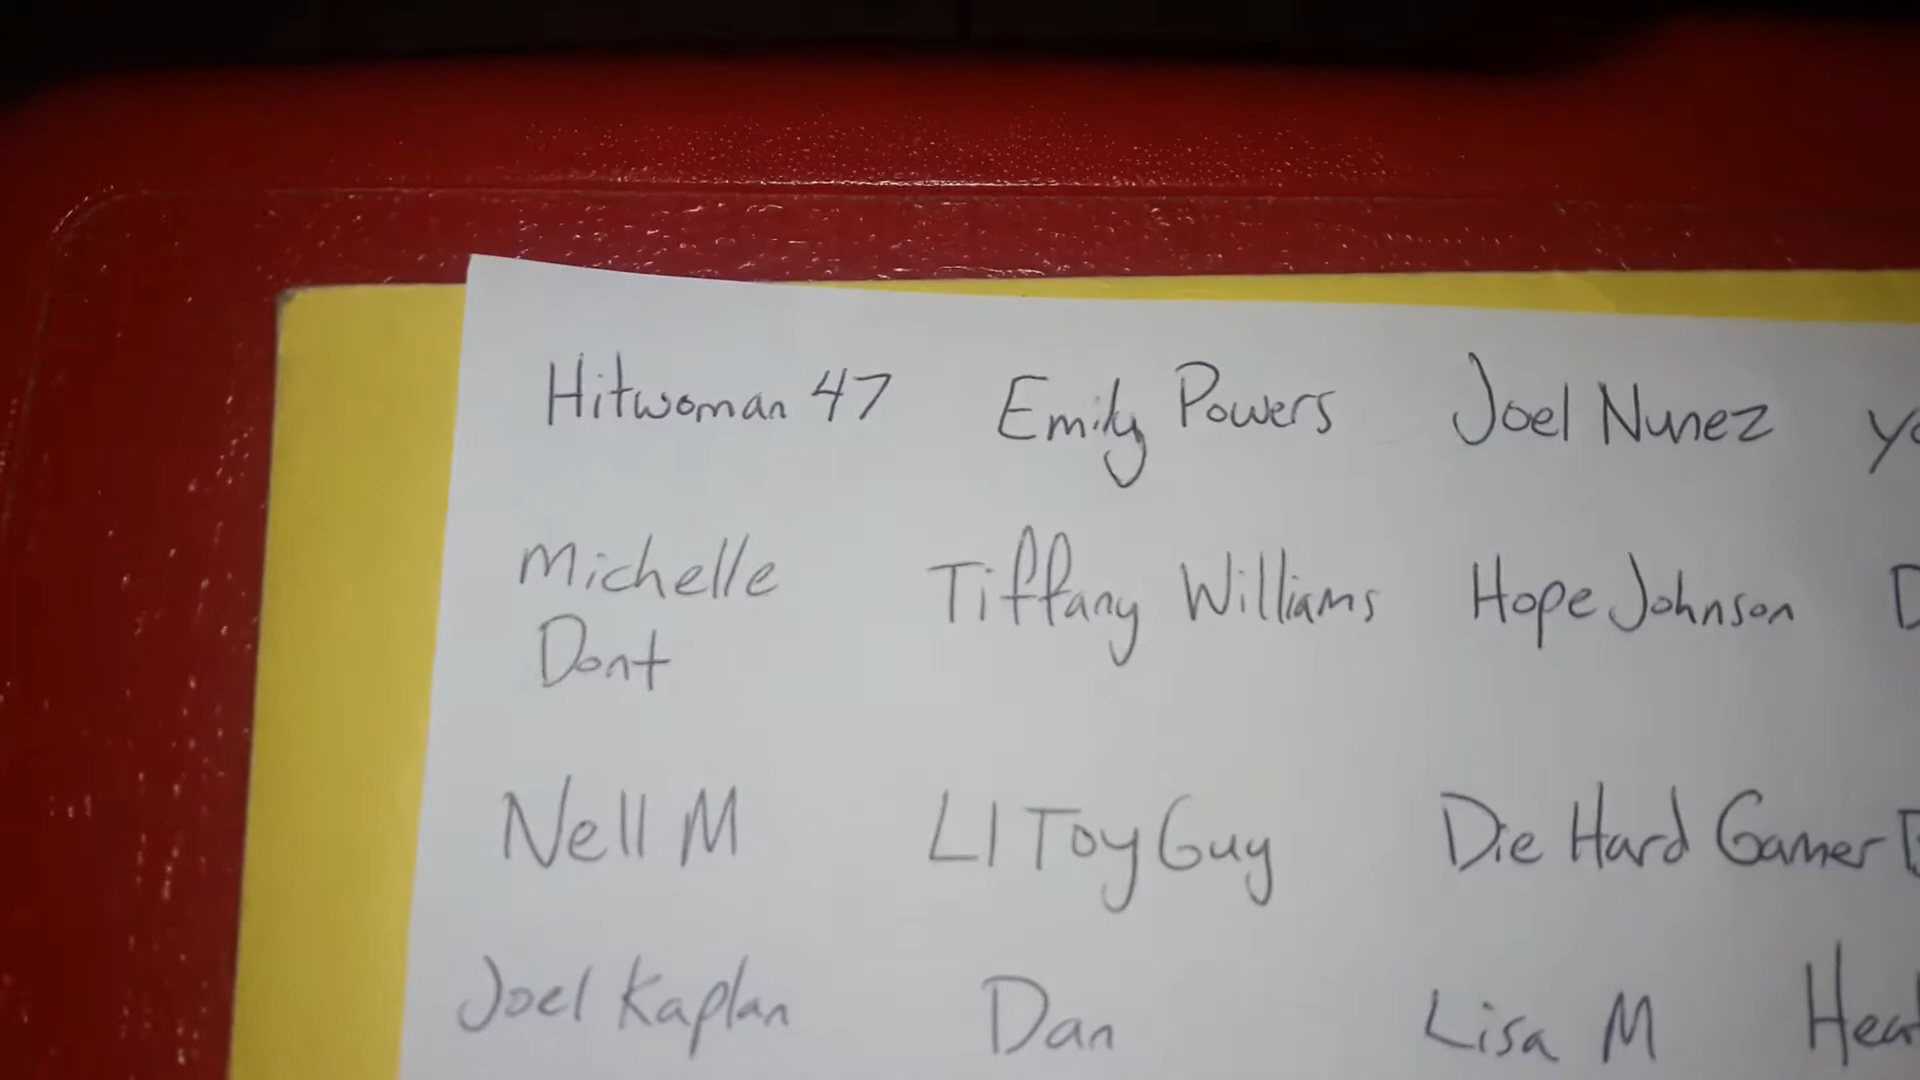 Hitwoman 47 Emily Powers Joel Nunez
Michelle Tiffany Williams Hope Johnson
Dont
Nell M LI Toy Guy Die Hard Gamer
Joel Kaplan Dan Lisa M